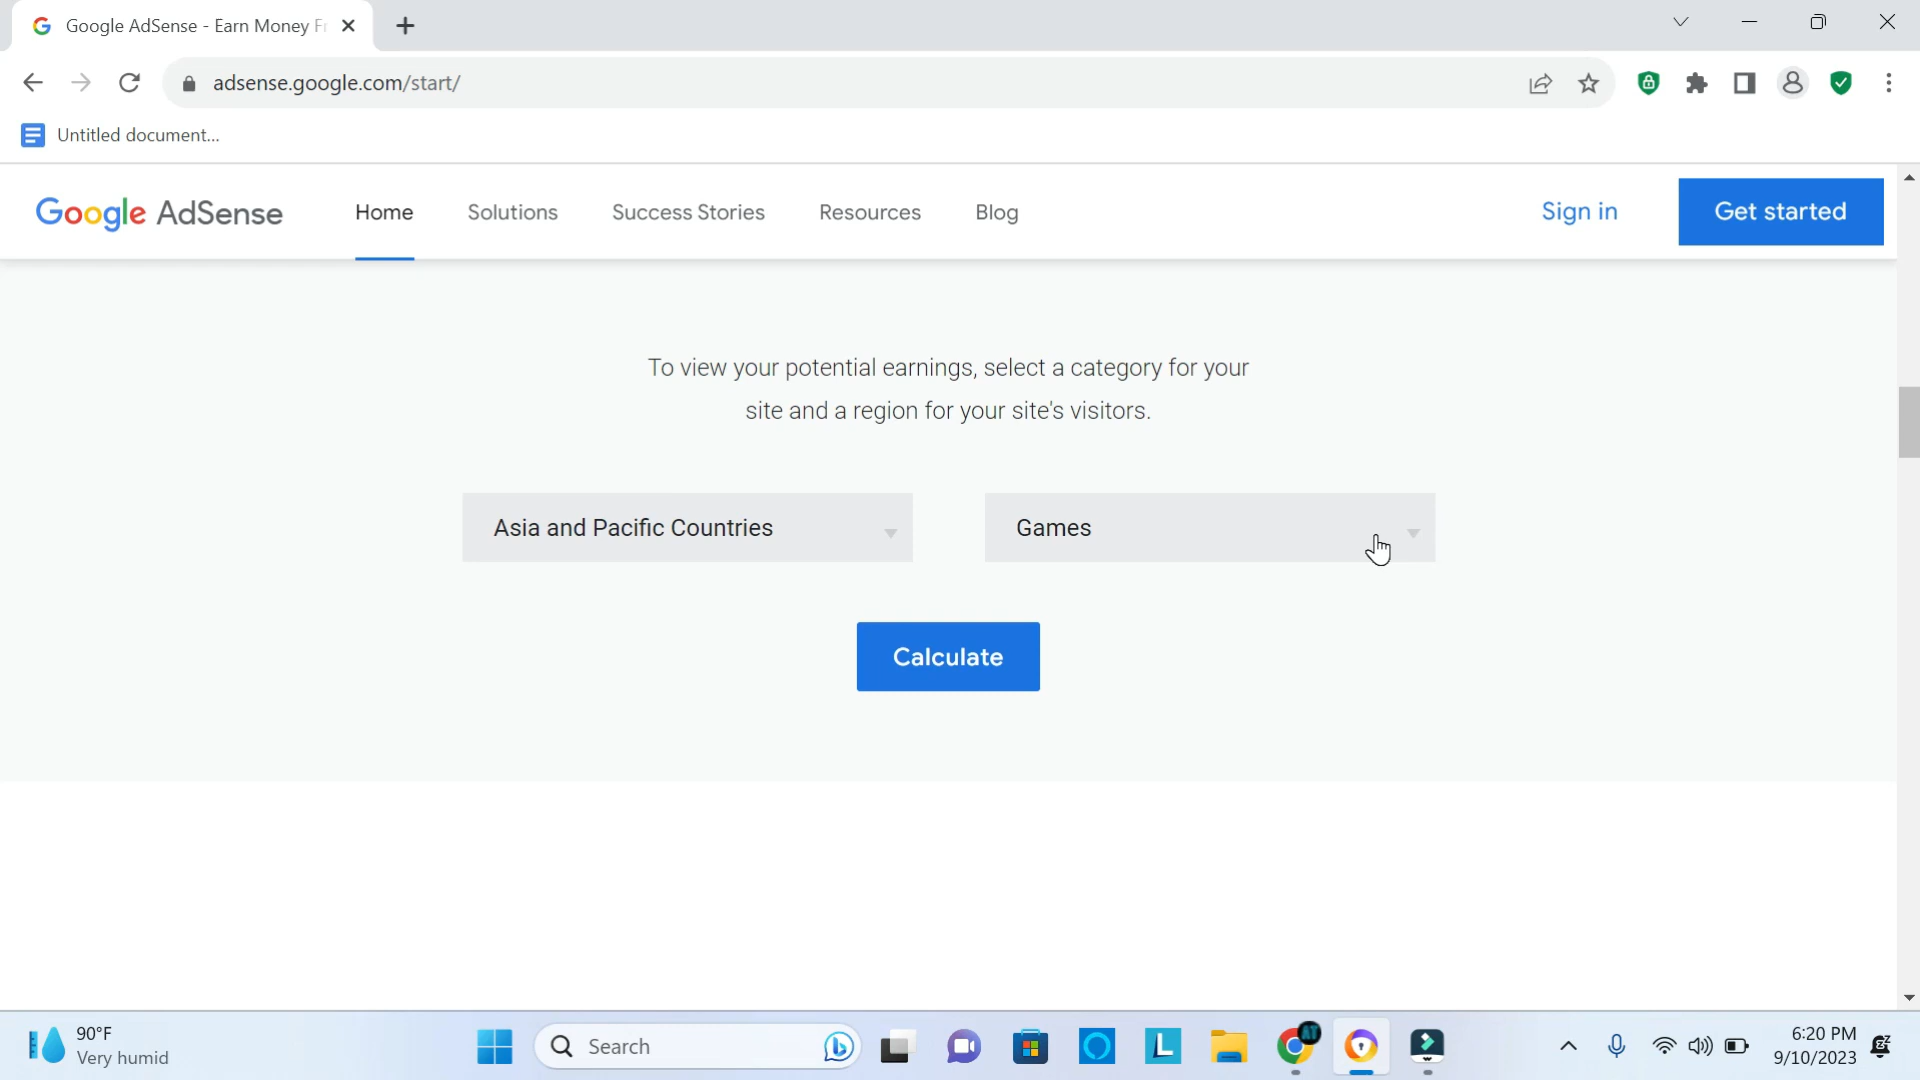 Google AdSense - Earn Money Fr
adsense.google.com/start/
Untitled document...
Google AdSense
Home
Solutions
Success Stories
Resources
Blog
Sign in
Get started
To view your potential earnings, select a category for your
site and a region for your site's visitors.
Asia and Pacific Countries
Games
Calculate
90°F
Very humid
Search
L
AT
6:20 PM
9/10/2023